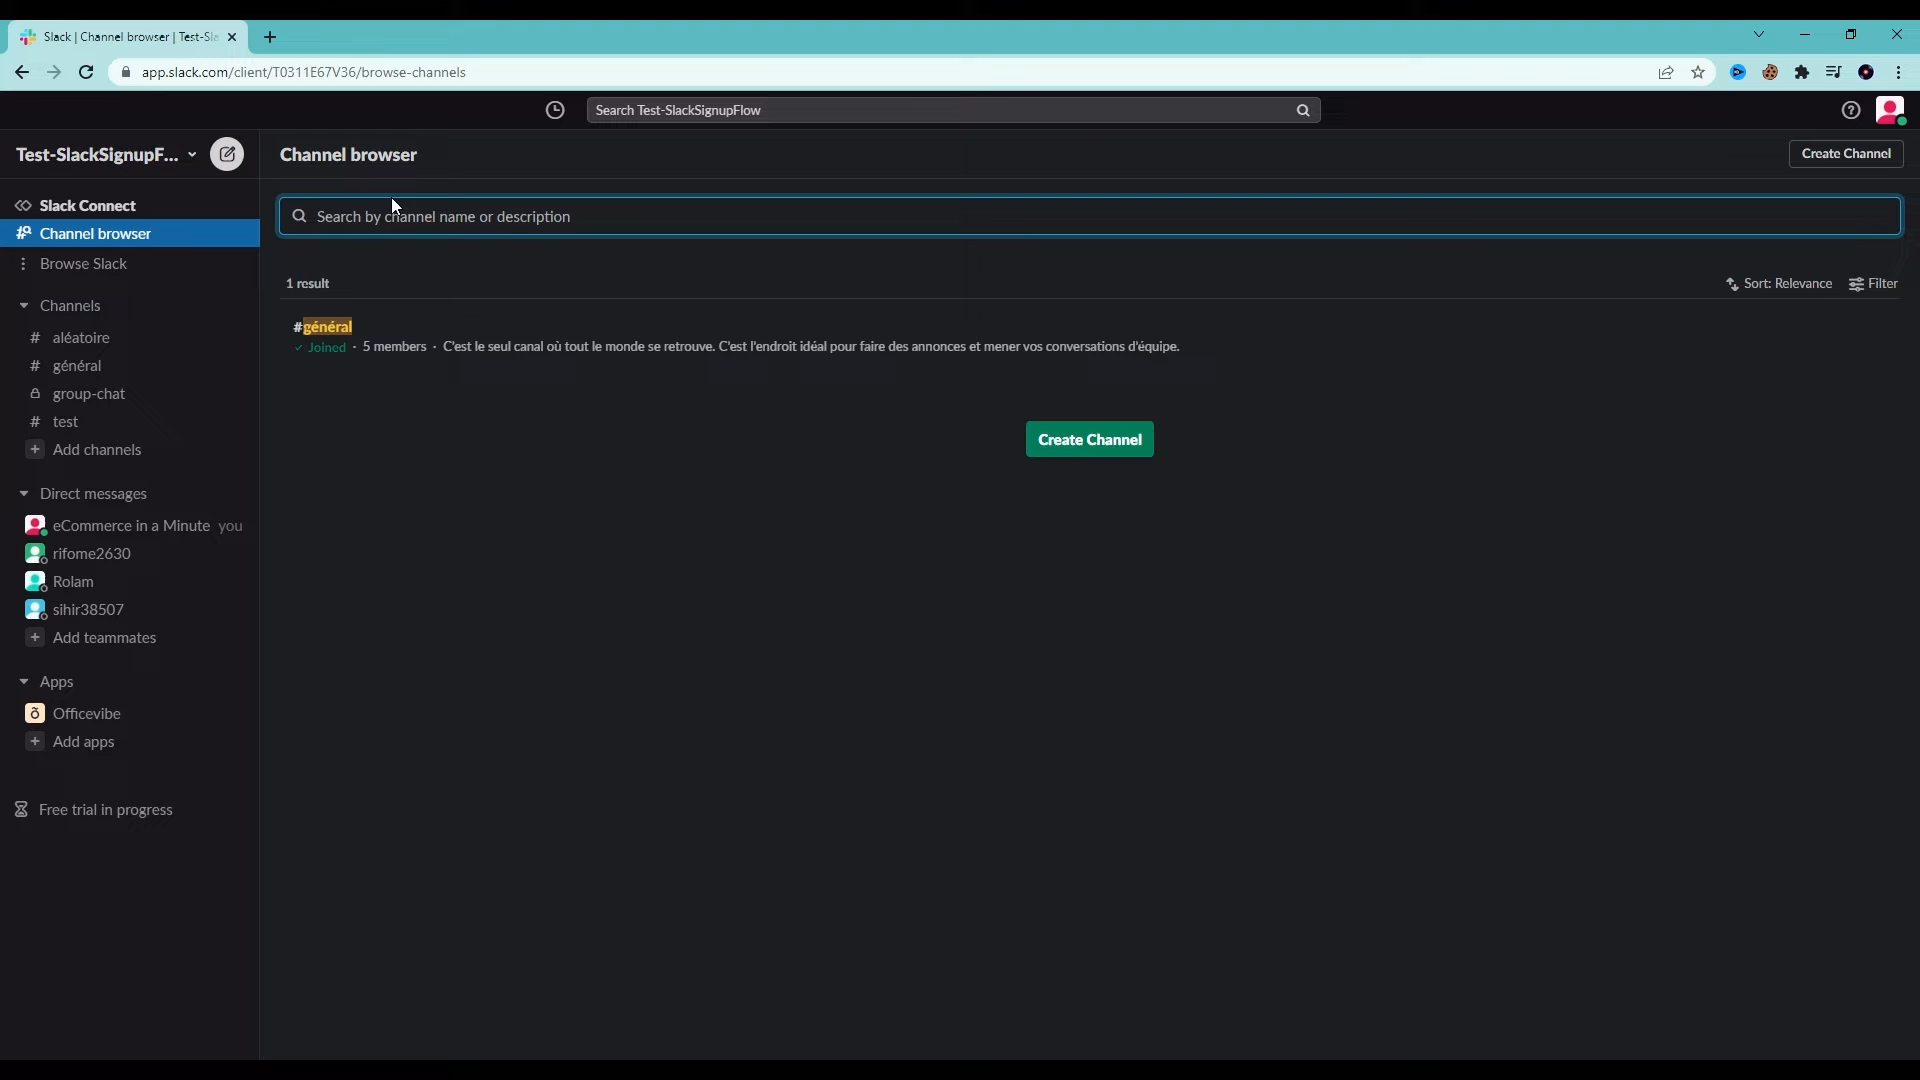 Slack | Channel browser | Test-Sla
app.slack.com/client/T0311E67V36/browse-channels
Search Test-SlackSignupFlow
Test-SlackSignupF...
Channel browser
Create Channel
Slack Connect
Channel browser
Browse Slack
Channels
# aléatoire
# général
group-chat
# test
+ Add channels
Direct messages
eCommerce in a Minute you
rifome2630
Rolam
sihir38507
+ Add teammates
Apps
õ Officevibe
+ Add apps
Free trial in progress
Search by channel name or description
1 result
Sort: Relevance
Filter
#général
✓ Joined · 5 members · C'est le seul canal où tout le monde se retrouve. C'est l'endroit idéal pour faire des annonces et mener vos conversations d'équipe.
Create Channel